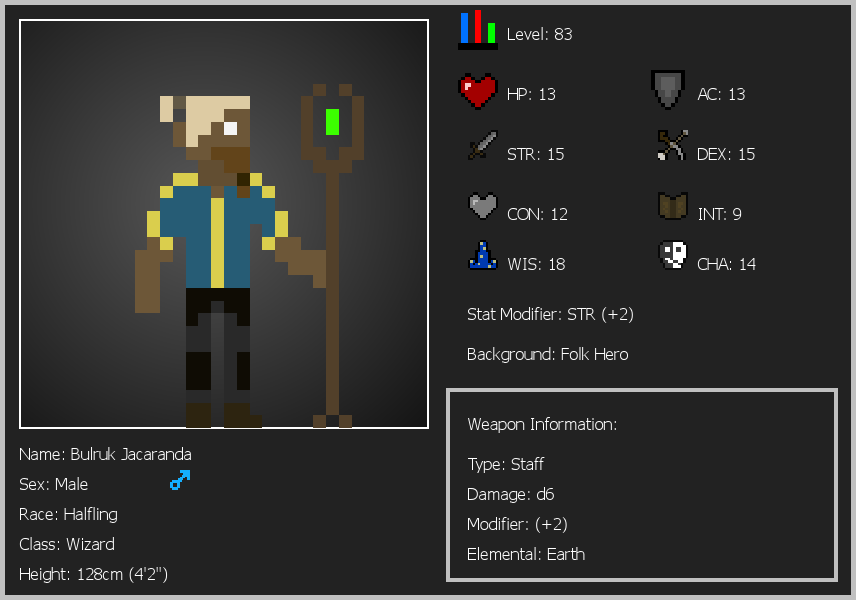 Level: 83
HP: 13
AC: 13
STR: 15
DEX: 15
CON: 12
INT: 9
WIS: 18
CHA: 14
Stat Modifier: STR (+2)
Background: Folk Hero
Weapon Information:
Type: Staff
Damage: d6
Modifier: (+2)
Elemental: Earth
Name: Bulruk Jacaranda
Sex: Male
Race: Halfling
Class: Wizard
Height: 128cm (4'2")